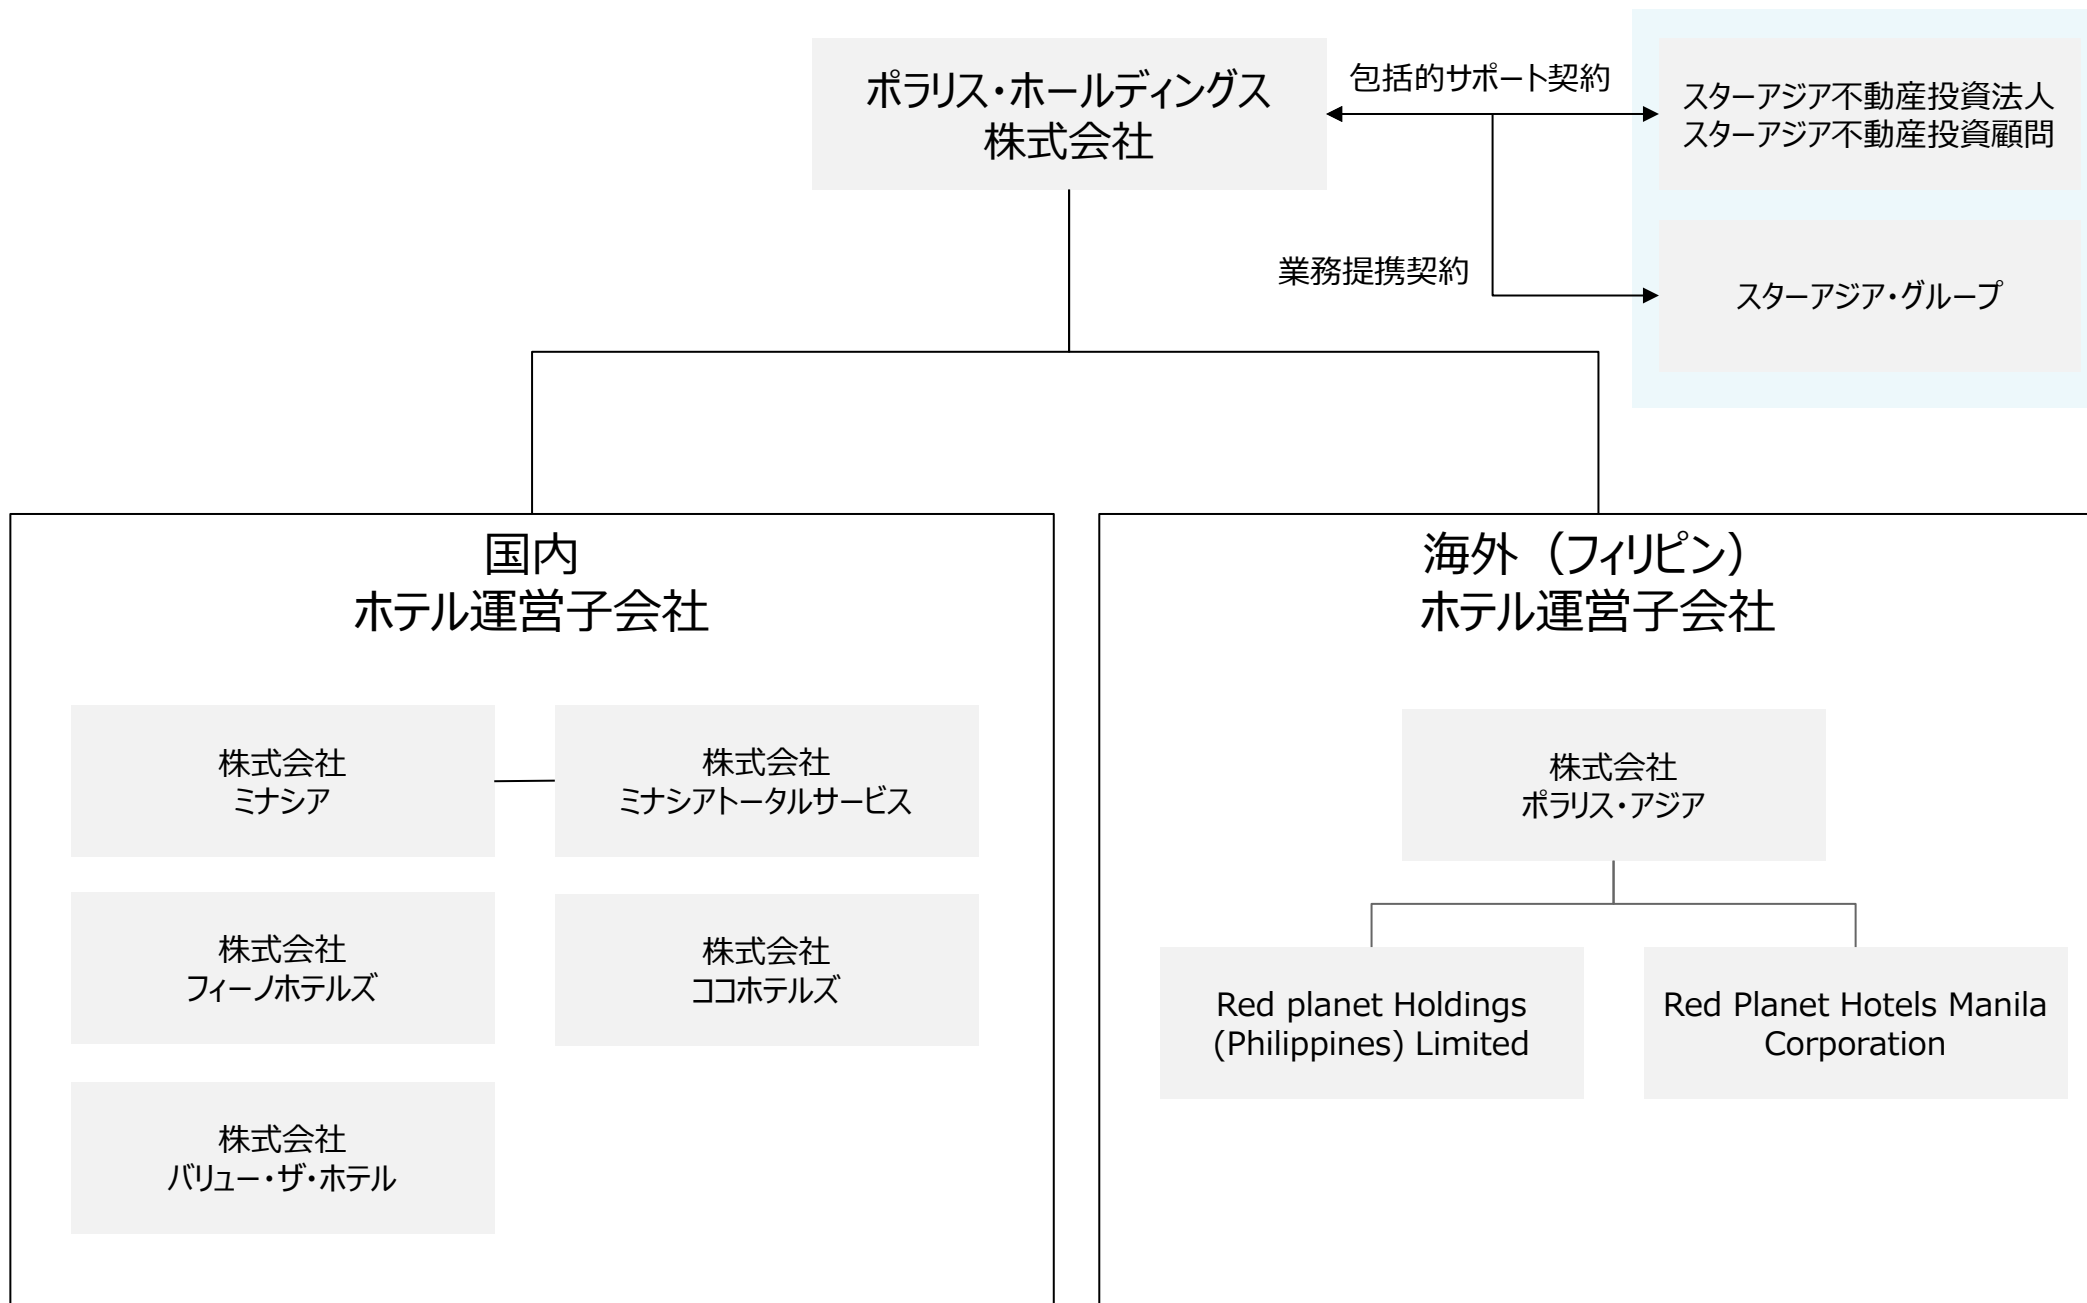 ポラリス・ホールディングス
株式会社
包括的サポート契約
スターアジア不動産投資法人
スターアジア不動産投資顧問
業務提携契約
スターアジア・グループ
国内
ホテル運営子会社
株式会社
ミナシア
株式会社
ミナシアトータルサービス
株式会社
フィーノホテルズ
株式会社
ココホテルズ
株式会社
バリュー・ザ・ホテル
海外（フィリピン）
ホテル運営子会社
株式会社
ポラリス・アジア
Red planet Holdings
(Philippines) Limited
Red Planet Hotels Manila
Corporation